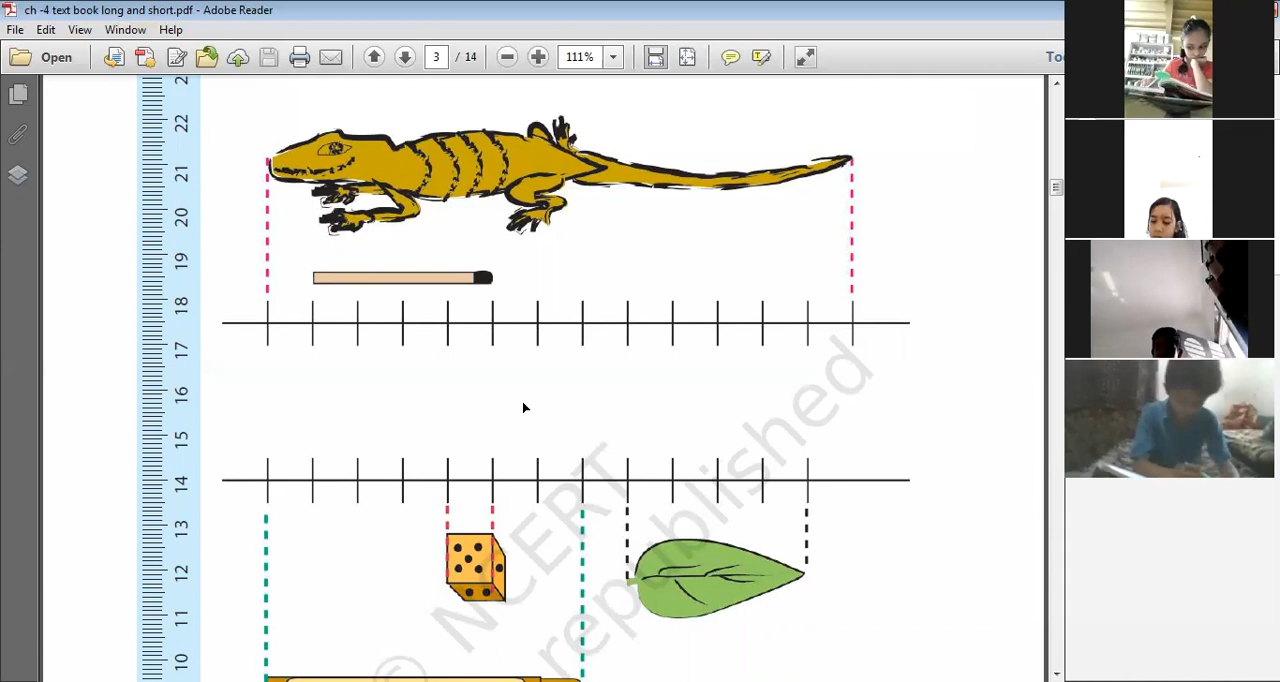 ch -4 text book long and short.pdf - Adobe Reader
File Edit View Window Help
Open 3 / 14 111%
22
21
20
19
18
17
16
15
14
13
12
11
10
© NCERT
republished